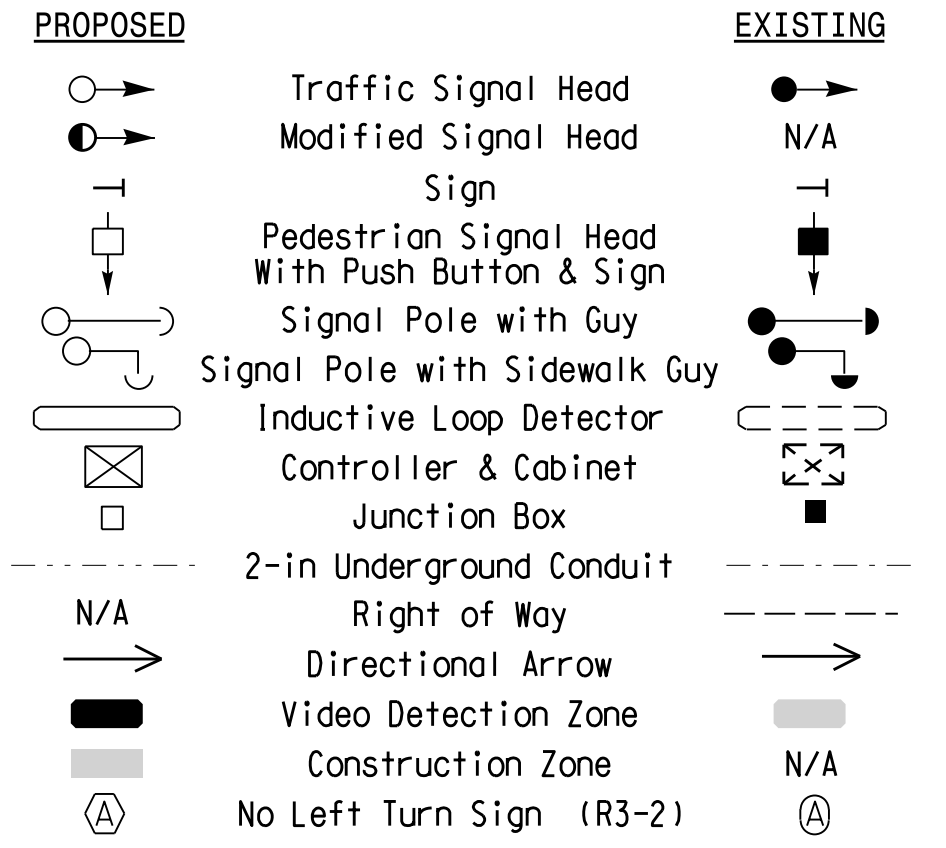 PROPOSED EXISTING
Traffic Signal Head
Modified Signal Head N/A
Sign
Pedestrian Signal Head
With Push Button & Sign
Signal Pole with Guy
Signal Pole with Sidewalk Guy
Inductive Loop Detector
Controller & Cabinet
Junction Box
2-in Underground Conduit
N/A Right of Way
Directional Arrow
Video Detection Zone
Construction Zone N/A
A No Left Turn Sign (R3-2) A